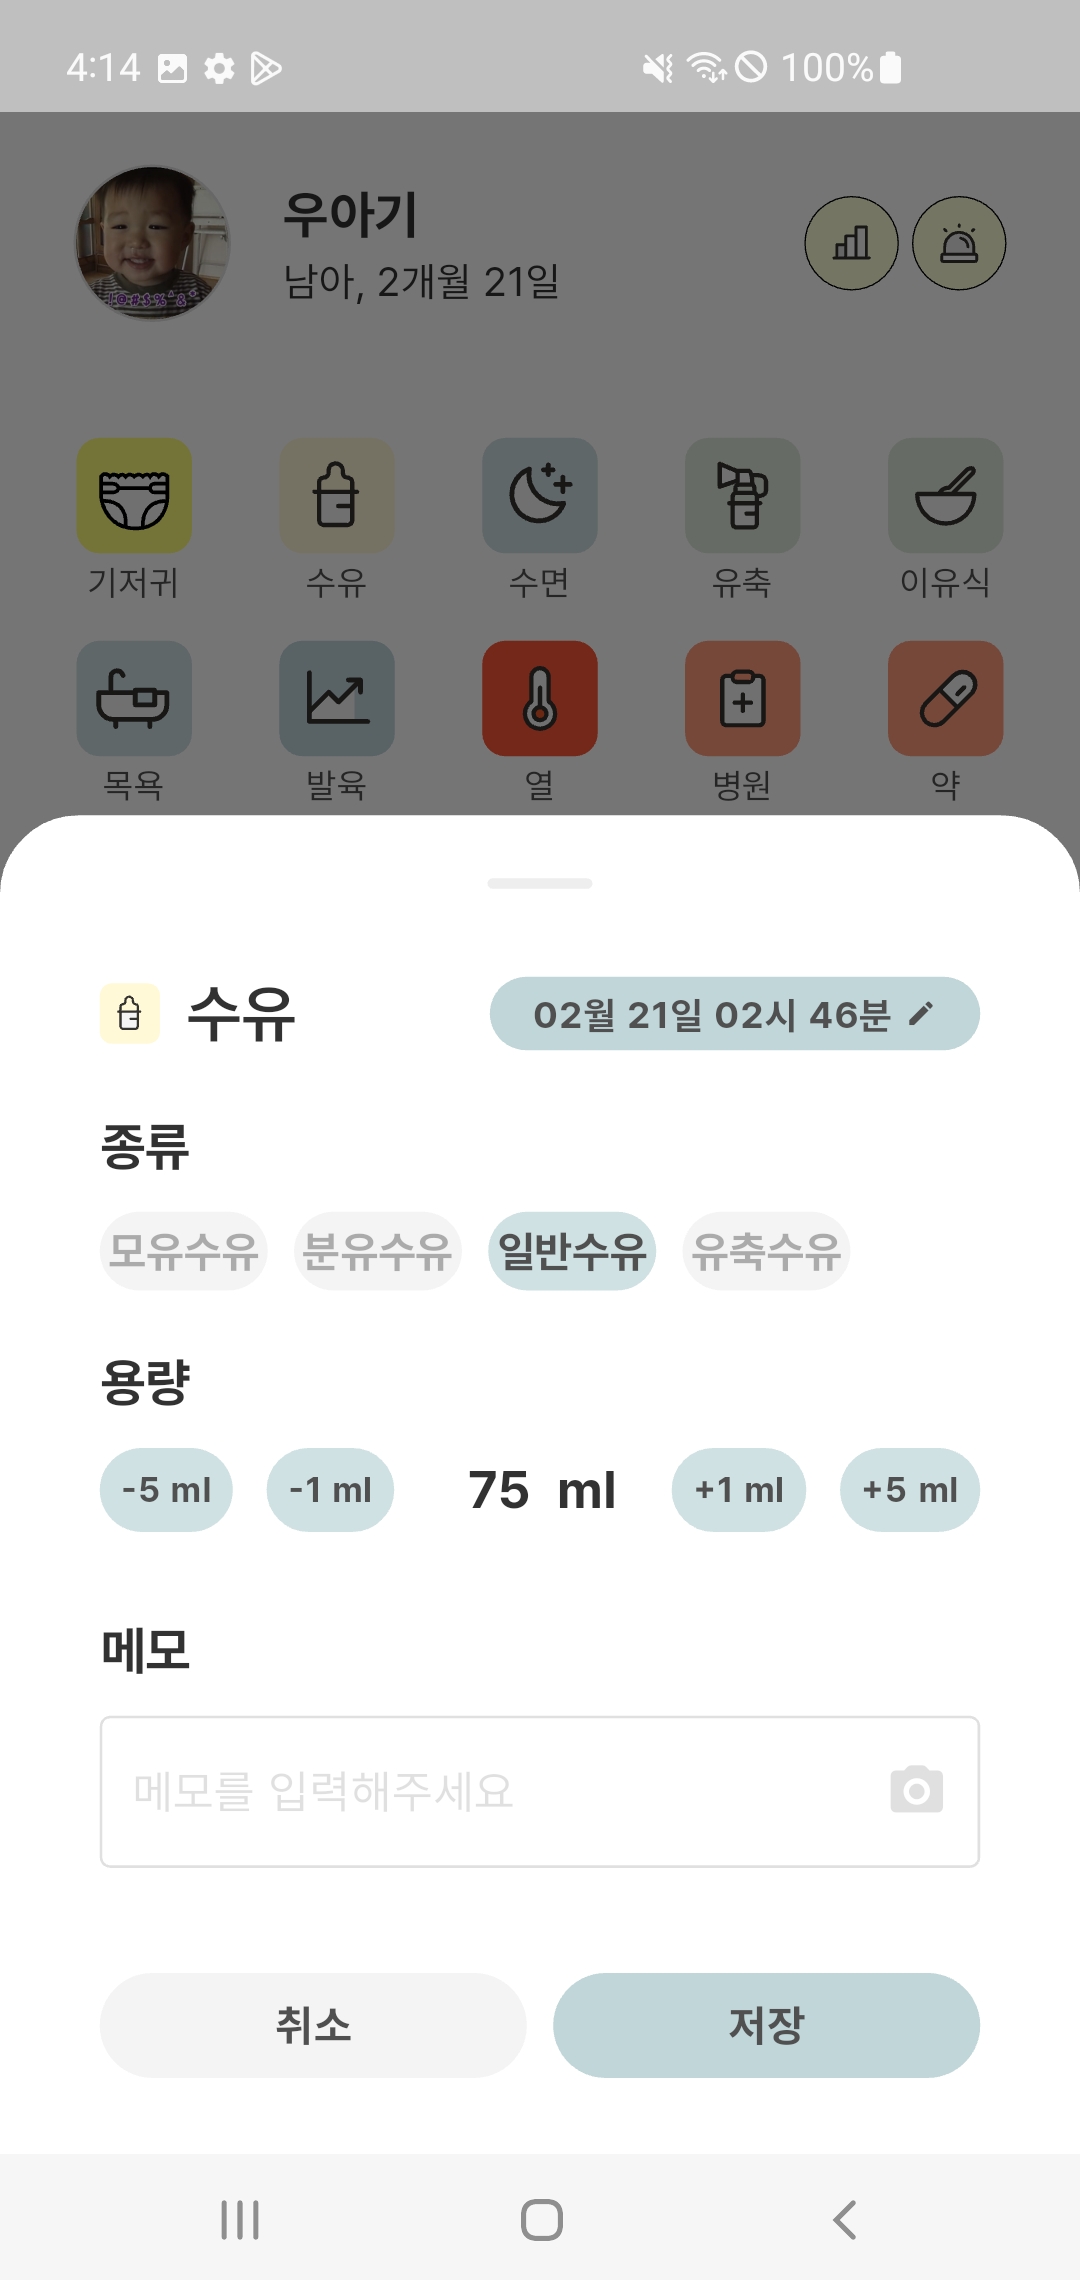 4:14 100%
우아기
남아, 2개월 21일
!@#$%^&*
기저귀 수유 수면 유축 이유식
목욕 발육 열 병원 약
수유 02월 21일 02시 46분
종류
모유수유 분유수유 일반수유 유축수유
용량
-5 ml -1 ml 75 ml +1 ml +5 ml
메모
메모를 입력해주세요
취소 저장